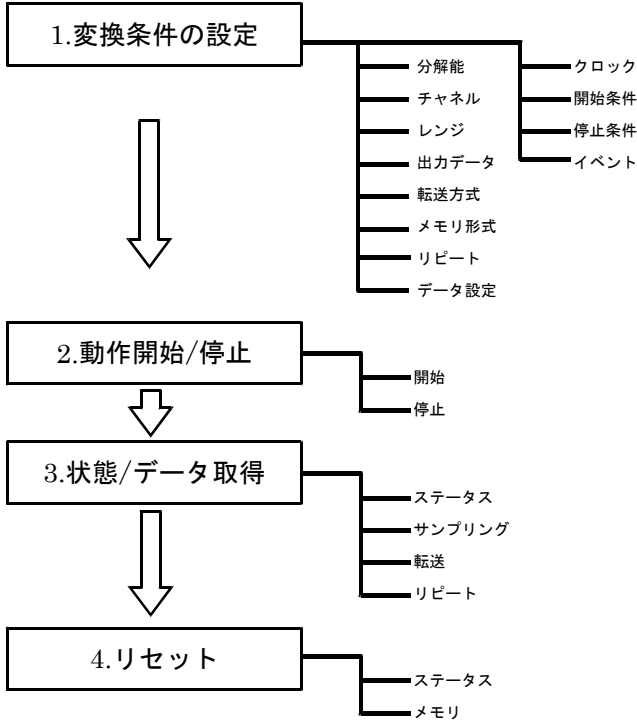 1.変換条件の設定
分解能
チャネル
レンジ
出力データ
転送方式
メモリ形式
リピート
データ設定
クロック
開始条件
停止条件
イベント
2.動作開始/停止
開始
停止
3.状態/データ取得
ステータス
サンプリング
転送
リピート
4.リセット
ステータス
メモリ